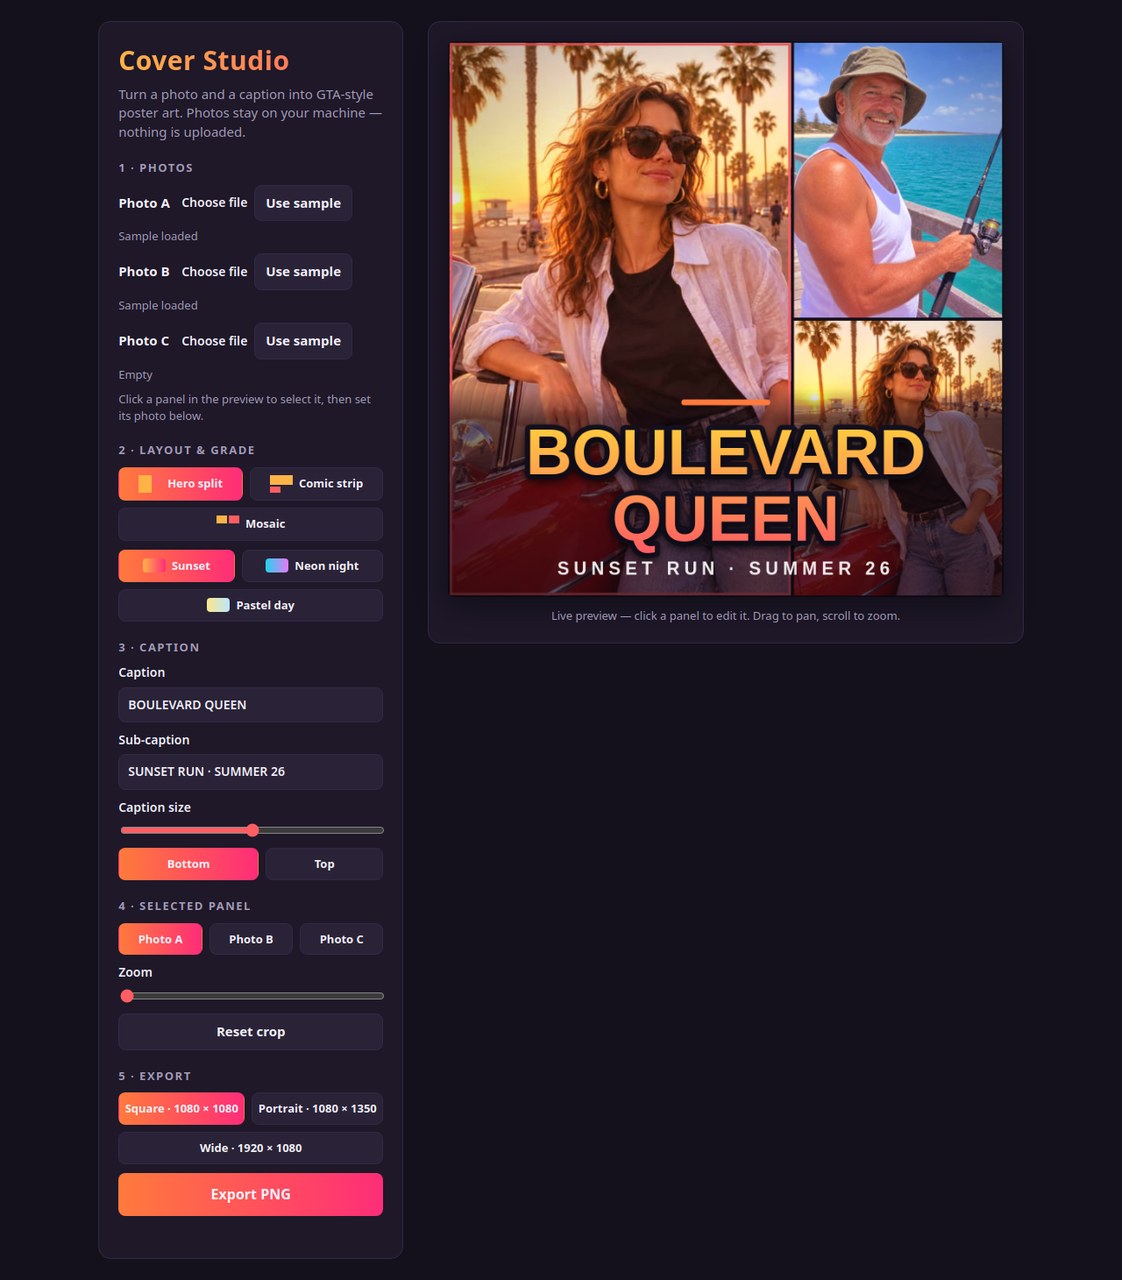 Cover Studio
Turn a photo and a caption into GTA-style
poster art. Photos stay on your machine —
nothing is uploaded.
1 · PHOTOS
Photo A Choose file Use sample
Sample loaded
Photo B Choose file Use sample
Sample loaded
Photo C Choose file Use sample
Empty
Click a panel in the preview to select it, then set
its photo below.
2 · LAYOUT & GRADE
Hero split Comic strip
Mosaic
Sunset Neon night
Pastel day
3 · CAPTION
Caption
BOULEVARD QUEEN
Sub-caption
SUNSET RUN · SUMMER 26
Caption size
Bottom Top
4 · SELECTED PANEL
Photo A Photo B Photo C
Zoom
Reset crop
5 · EXPORT
Square · 1080 × 1080 Portrait · 1080 × 1350
Wide · 1920 × 1080
Export PNG
BOULEVARD
QUEEN
SUNSET RUN · SUMMER 26
Live preview — click a panel to edit it. Drag to pan, scroll to zoom.